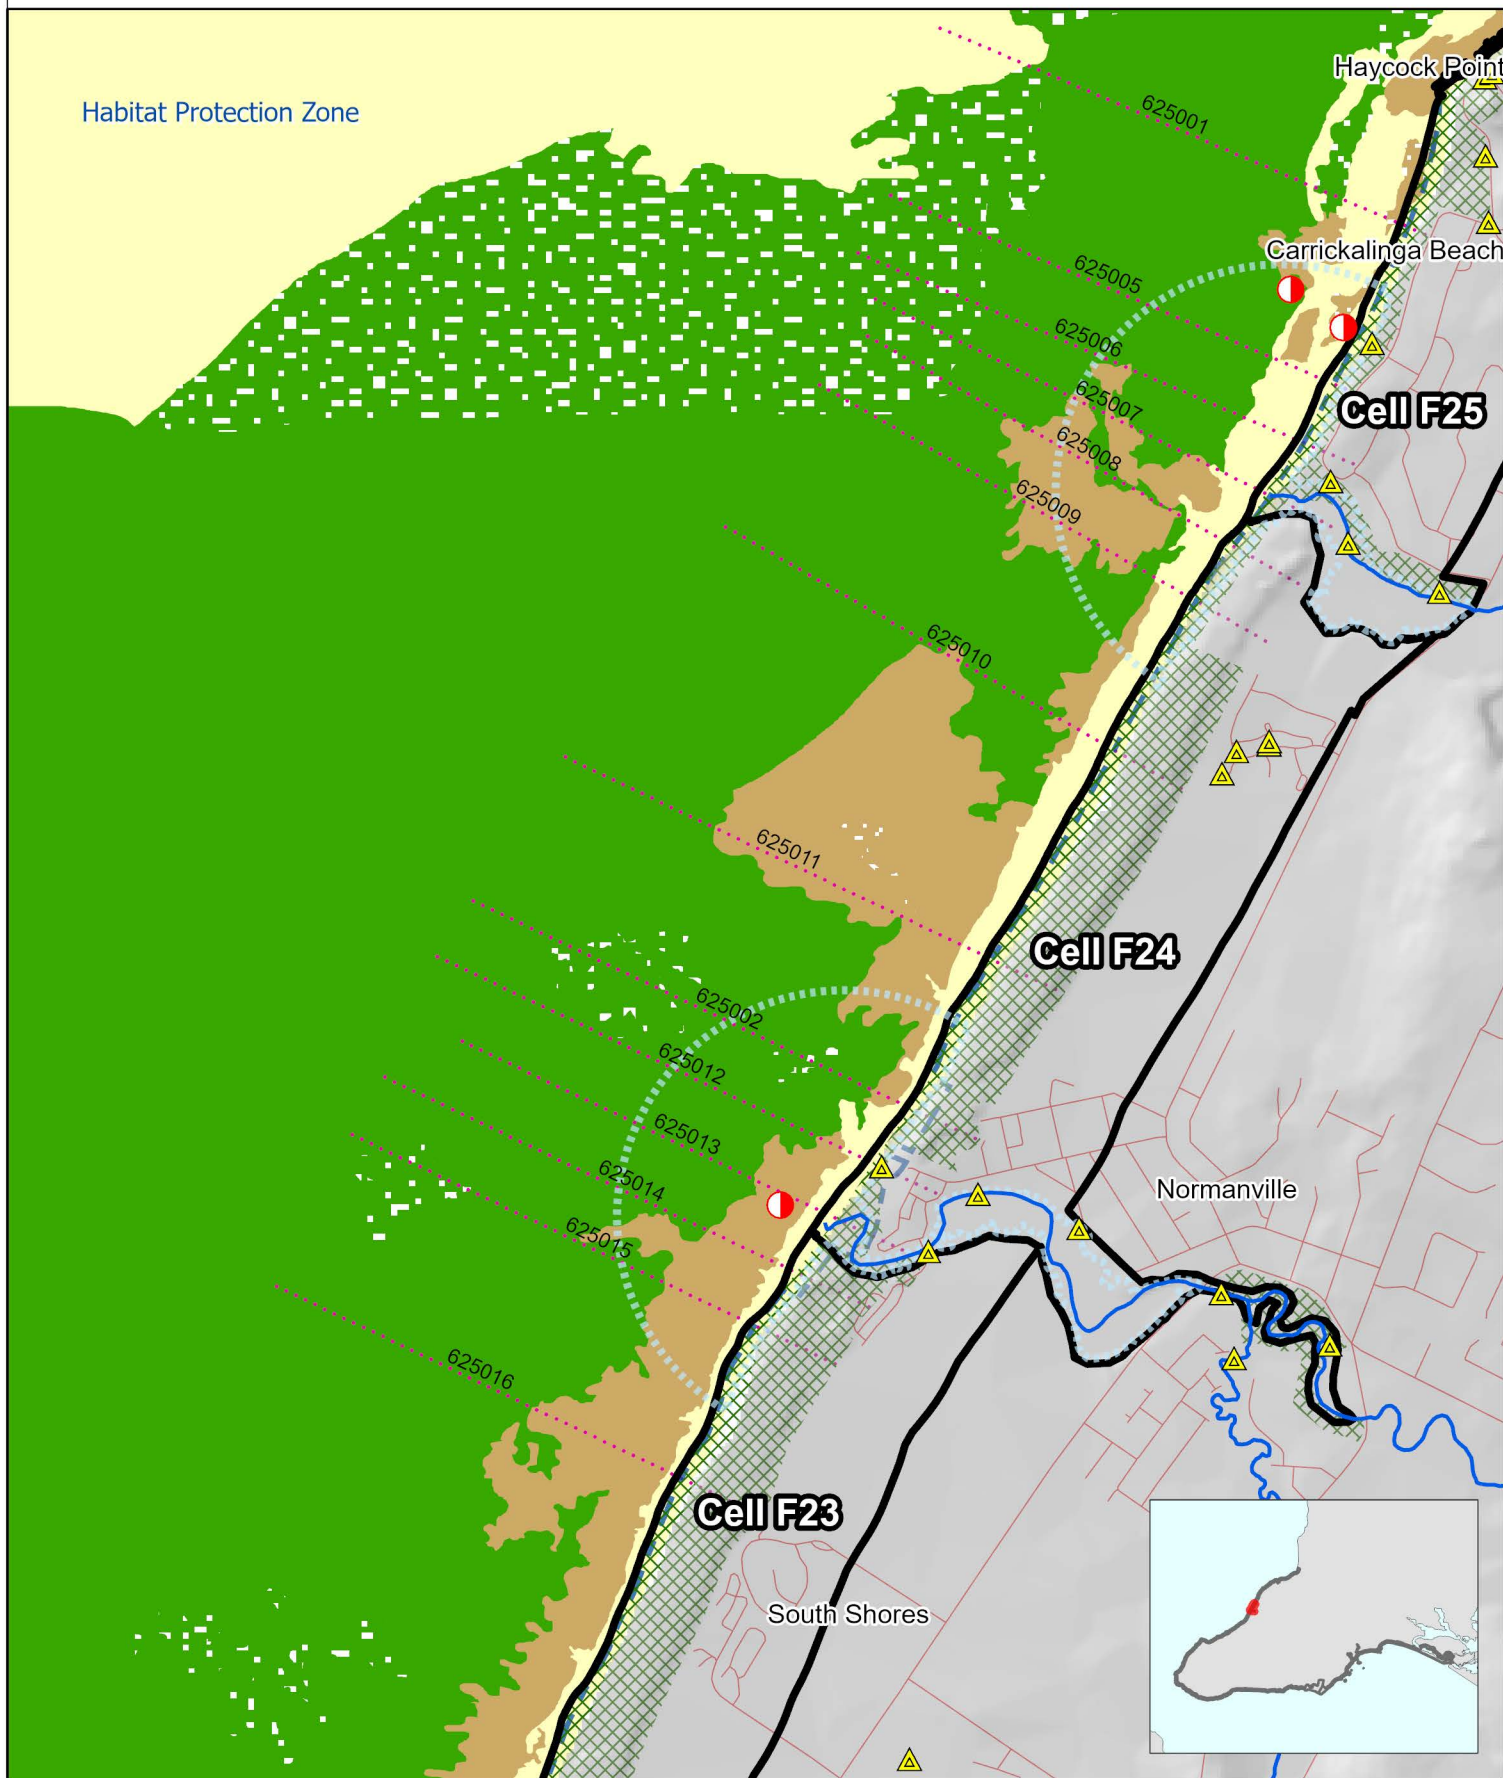 Haycock Point
Habitat Protection Zone
625001
Carrickalinga Beach
625005
625006
625007
Cell F25
625008
625009
625010
625011
Cell F24
625002
625012
625013
625014
Normanville
625015
625016
Cell F23
South Shores